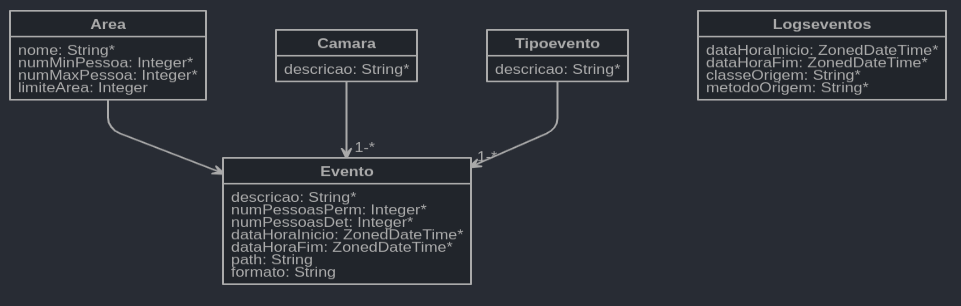 Area
nome: String*
numMinPessoa: Integer*
numMaxPessoa: Integer*
limiteArea: Integer
Camara
descricao: String*
Tipoevento
descricao: String*
Logseventos
dataHoraInicio: ZonedDateTime*
dataHoraFim: ZonedDateTime*
classeOrigem: String*
metodoOrigem: String*
1-*
1-*
Evento
descricao: String*
numPessoasPerm: Integer*
numPessoasDet: Integer*
dataHoraInicio: ZonedDateTime*
dataHoraFim: ZonedDateTime*
path: String
formato: String